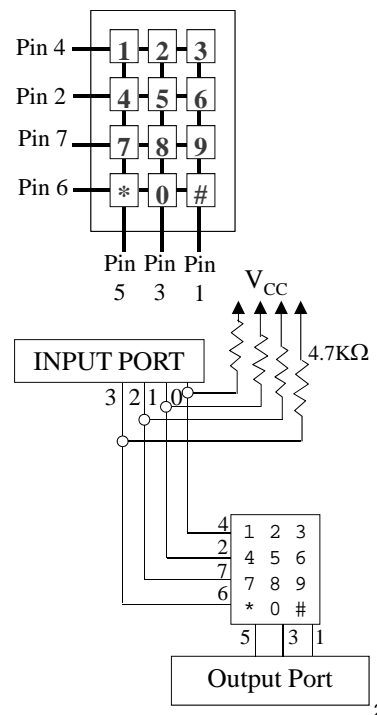 Pin 4 1 2 3
Pin 2 4 5 6
Pin 7 7 8 9
Pin 6 * 0 #
Pin Pin Pin
5 3 1
VCC
INPUT PORT
4.7KΩ
3 2 1 0
4 1 2 3
2 4 5 6
7 7 8 9
6 * 0 #
5 3 1
Output Port